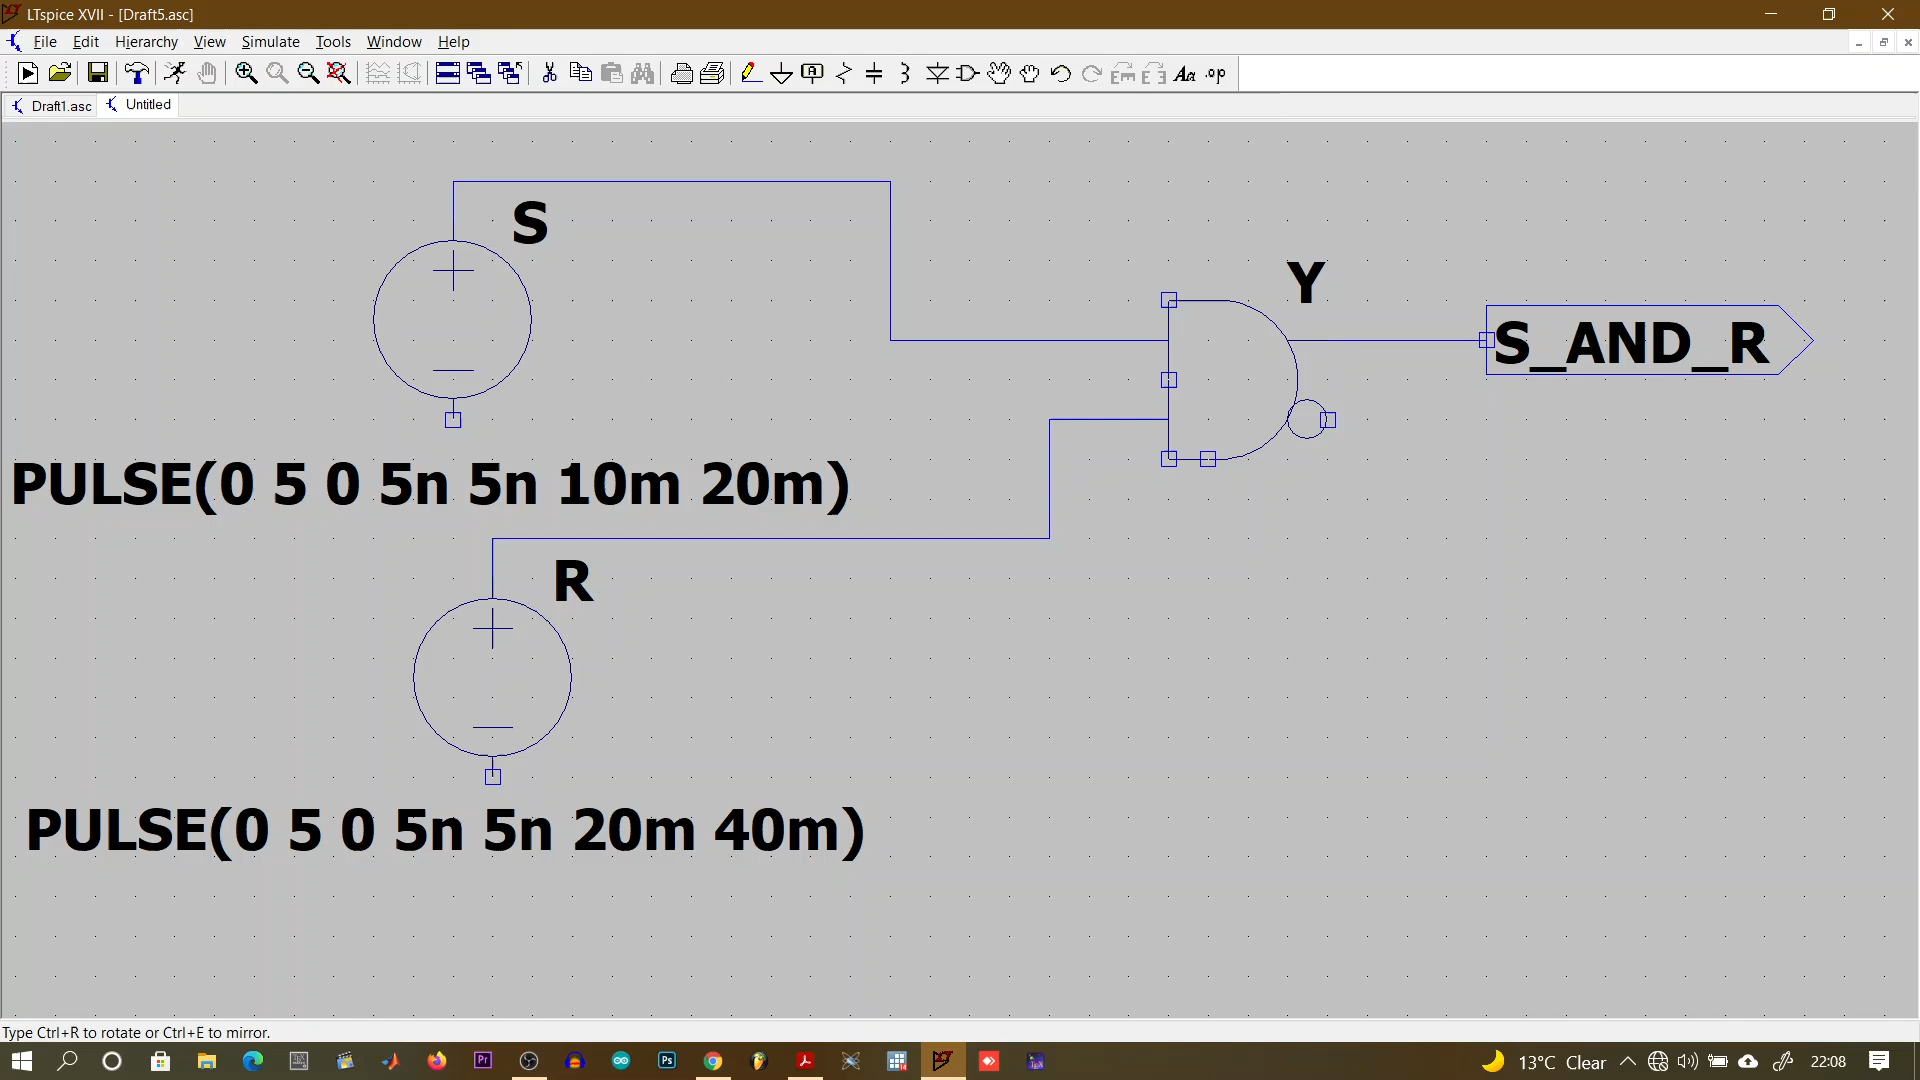 LTspice XVII - [Draft5.asc]
File Edit Hierarchy View Simulate Tools Window Help
Draft1.asc Untitled
S
Y
S_AND_R
PULSE(0 5 0 5n 5n 10m 20m)
R
PULSE(0 5 0 5n 5n 20m 40m)
Type Ctrl+R to rotate or Ctrl+E to mirror.
13°C Clear 22:08